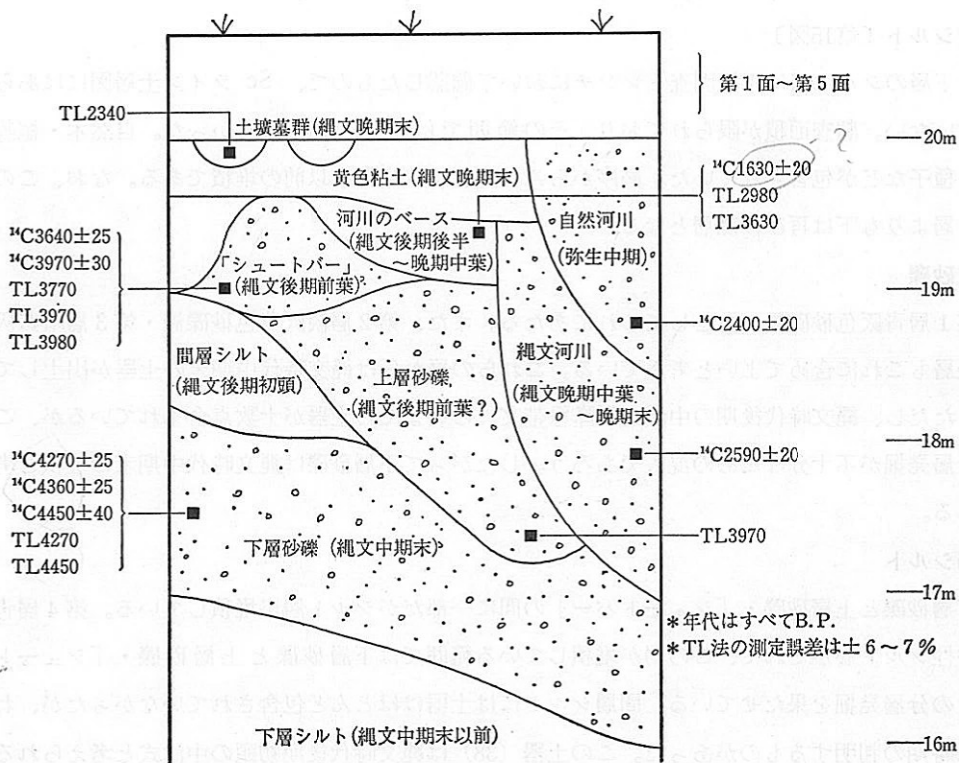 第1面～第5面
20m
TL2340
土壙墓群(縄文晩期末)
黄色粘土(縄文晩期末)
¹⁴C1630±20
TL2980
TL3630
?
河川のベース
(縄文後期後半
～晩期中葉)
自然河川
(弥生中期)
¹⁴C3640±25
¹⁴C3970±30
TL3770
TL3970
TL3980
「シュートバー」
(縄文後期前葉)
19m
¹⁴C2400±20
間層シルト
(縄文後期初頭)
上層砂礫
(縄文後期前葉?)
縄文河川
(縄文晩期中葉～
晩期末)
18m
¹⁴C2590±20
¹⁴C4270±25
¹⁴C4360±25
¹⁴C4450±40
TL4270
TL4450
下層砂礫(縄文中期末)
TL3970
17m
＊年代はすべてB.P.
＊TL法の測定誤差は±6～7%
下層シルト(縄文中期末以前)
16m